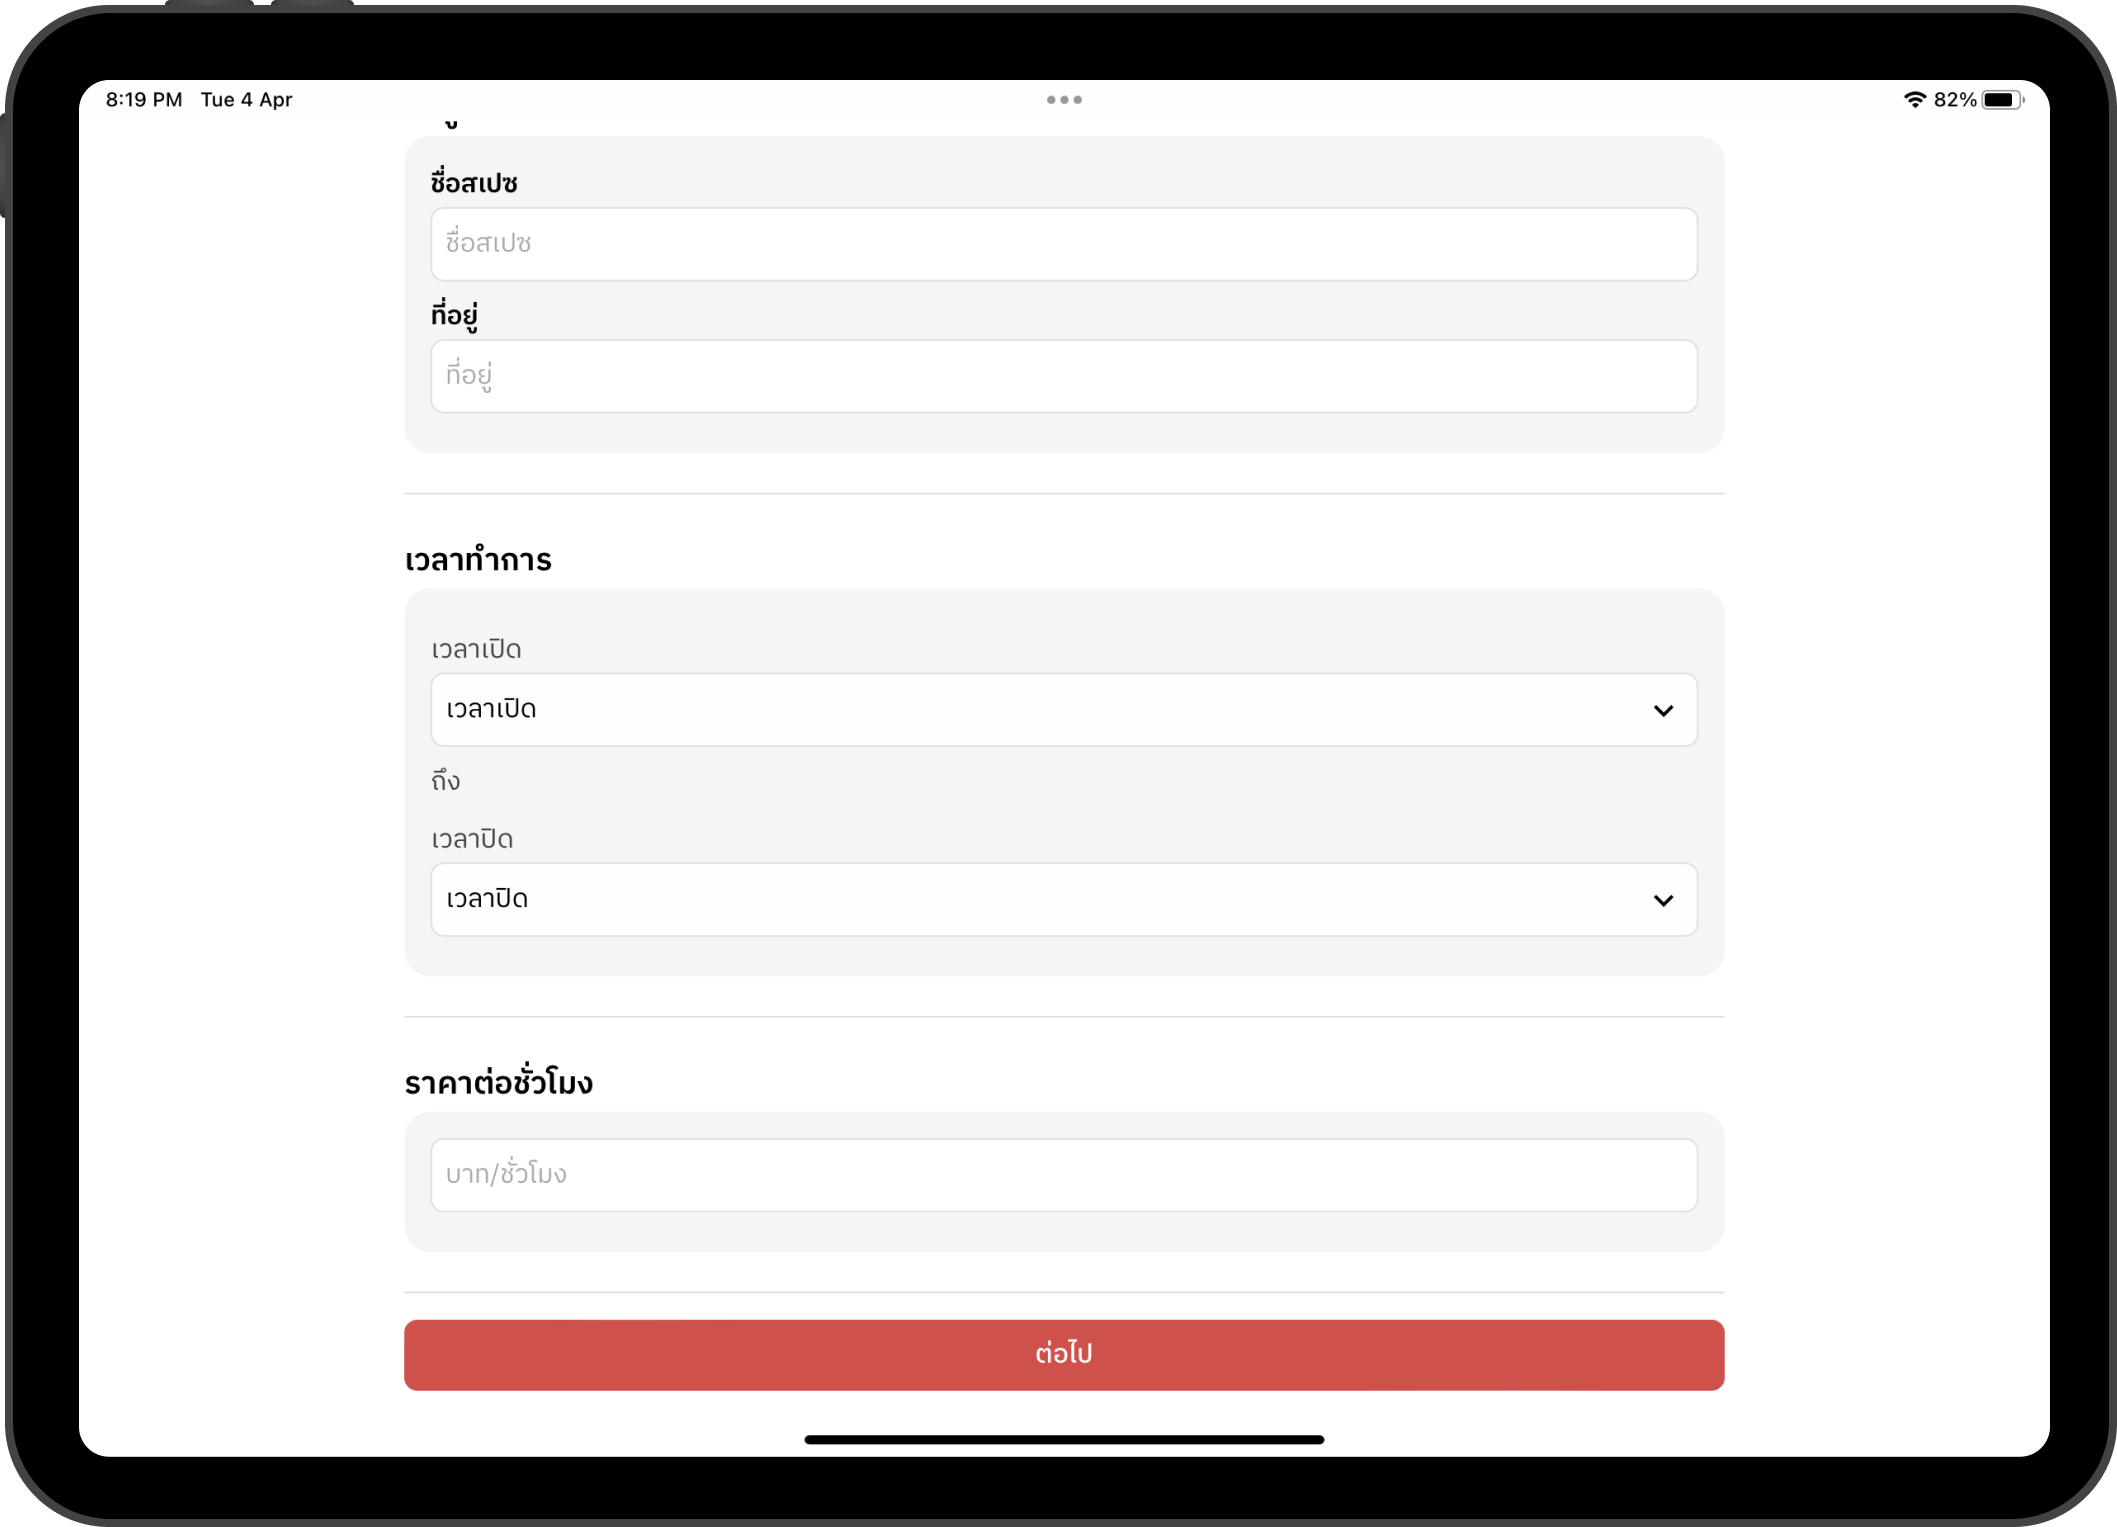 8:19 PM Tue 4 Apr
82%
ชื่อสเปซ
ชื่อสเปซ
ที่อยู่
ที่อยู่
เวลาทำการ
เวลาเปิด
เวลาเปิด
ถึง
เวลาปิด
เวลาปิด
ราคาต่อชั่วโมง
บาท/ชั่วโมง
ต่อไป